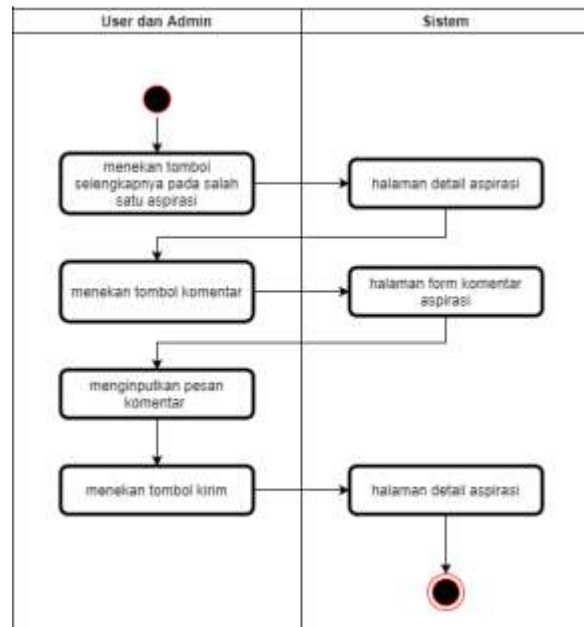 User dan Admin
Sistem
menekan tombol
selengkapnya pada salah
satu aspirasi
halaman detail aspirasi
menekan tombol komentar
halaman form komentar
aspirasi
menginputkan pesan
komentar
menekan tombol kirim
halaman detail aspirasi